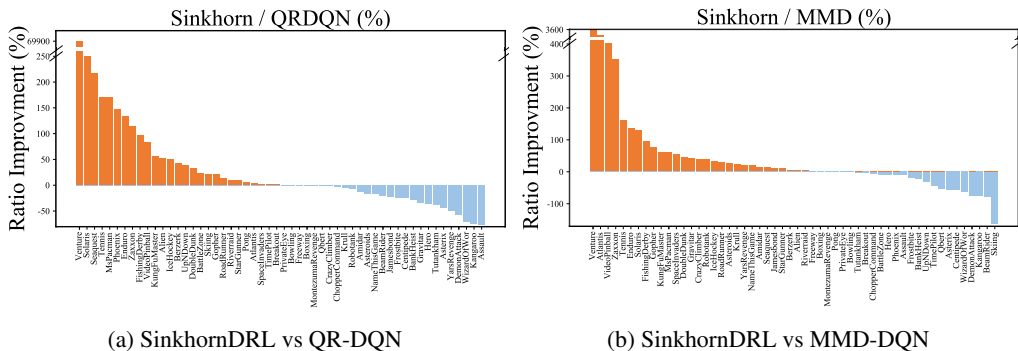 Sinkhorn / QRDQN (%)
Ratio Improvment (%)
69900
250
200
150
100
50
0
-50
Venture
Solaris
Seaquest
Tennis
MsPacman
Phoenix
Enduro
Zaxxon
FishingDerby
VideoPinball
KungFuMaster
Alien
IceHockey
Berzerk
UpNDown
DoubleDunk
BattleZone
Skiing
Gopher
RoadRunner
Riverraid
StarGunner
Pong
Atlantis
SpaceInvaders
TimePilot
Breakout
PrivateEye
Bowling
Freeway
Boxing
MontezumaRevenge
Qbert
CrazyClimber
ChopperCommand
Krull
Robotank
Amidar
Asteroids
NameThisGame
BeamRider
Jamesbond
Frostbite
Centipede
BankHeist
Gravitar
Hero
Tutankham
Asterix
YarsRevenge
DemonAttack
WizardOfWor
Kangaroo
Assault
(a) SinkhornDRL vs QR-DQN
Sinkhorn / MMD (%)
Ratio Improvment (%)
3600
400
300
200
100
0
-100
Venture
Atlantis
VideoPinball
Zaxxon
Tennis
Enduro
Solaris
FishingDerby
Gopher
KungFuMaster
MsPacman
SpaceInvaders
DoubleDunk
Gravitar
CrazyClimber
Robotank
IceHockey
RoadRunner
Asteroids
Krull
YarsRevenge
NameThisGame
Amidar
Seaquest
Jamesbond
StarGunner
Berzerk
Alien
Riverraid
Freeway
Boxing
MontezumaRevenge
Pong
PrivateEye
Bowling
Tutankham
Breakout
ChopperCommand
BattleZone
Hero
Phoenix
Assault
Frostbite
BankHeist
UpNDown
TimePilot
Qbert
Asterix
Centipede
WizardOfWor
DemonAttack
Kangaroo
BeamRider
Skiing
(b) SinkhornDRL vs MMD-DQN